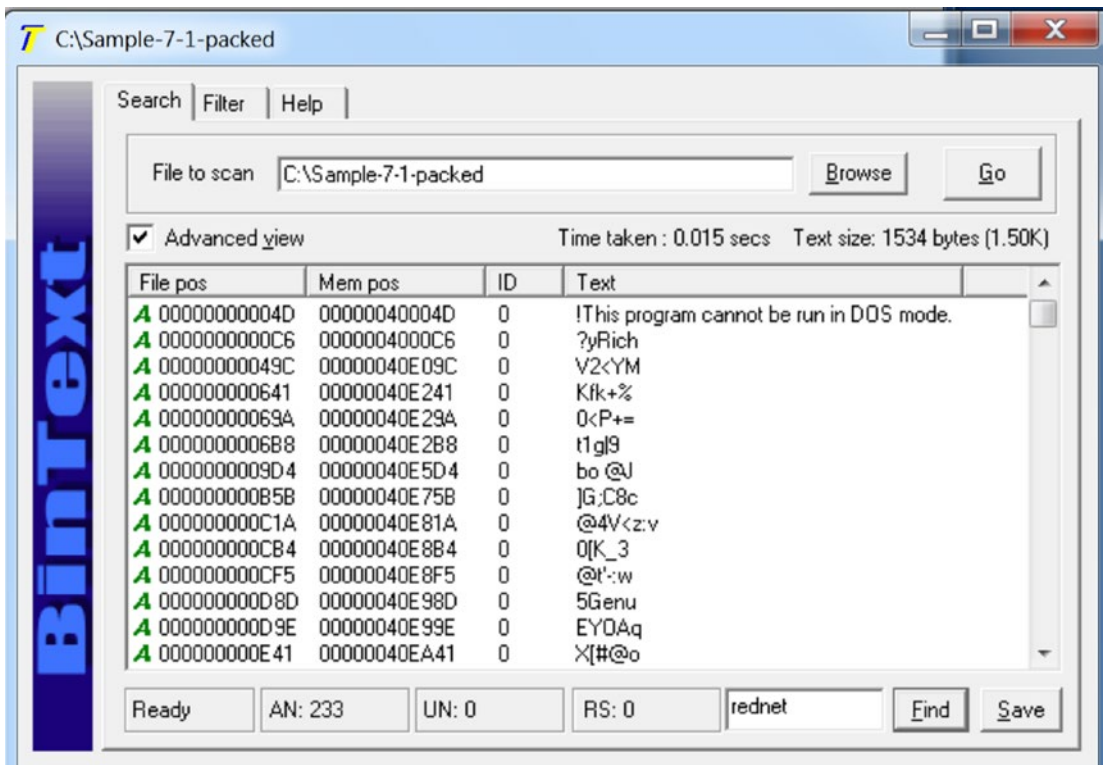 C:\Sample-7-1-packed
Search Filter Help
File to scan C:\Sample-7-1-packed Browse Go
Advanced view Time taken : 0.015 secs Text size: 1534 bytes (1.50K)
File pos Mem pos ID Text
A 00000000004D 00000040004D 0 !This program cannot be run in DOS mode.
A 0000000000C6 0000004000C6 0 ?yRich
A 00000000049C 00000040E09C 0 V2<YM
A 000000000641 00000040E241 0 Kfk+%
A 00000000069A 00000040E29A 0 0<P+=
A 0000000006B8 00000040E2B8 0 t1g|9
A 0000000009D4 00000040E5D4 0 bo @J
A 000000000B5B 00000040E75B 0 ]G;C8c
A 000000000C1A 00000040E81A 0 @4V<z:v
A 000000000CB4 00000040E8B4 0 0[K_3
A 000000000CF5 00000040E8F5 0 @t'-:w
A 000000000D8D 00000040E98D 0 5Genu
A 000000000D9E 00000040E99E 0 EY0Aq
A 000000000E41 00000040EA41 0 X[#@o
Ready AN: 233 UN: 0 RS: 0 rednet Find Save
BinText